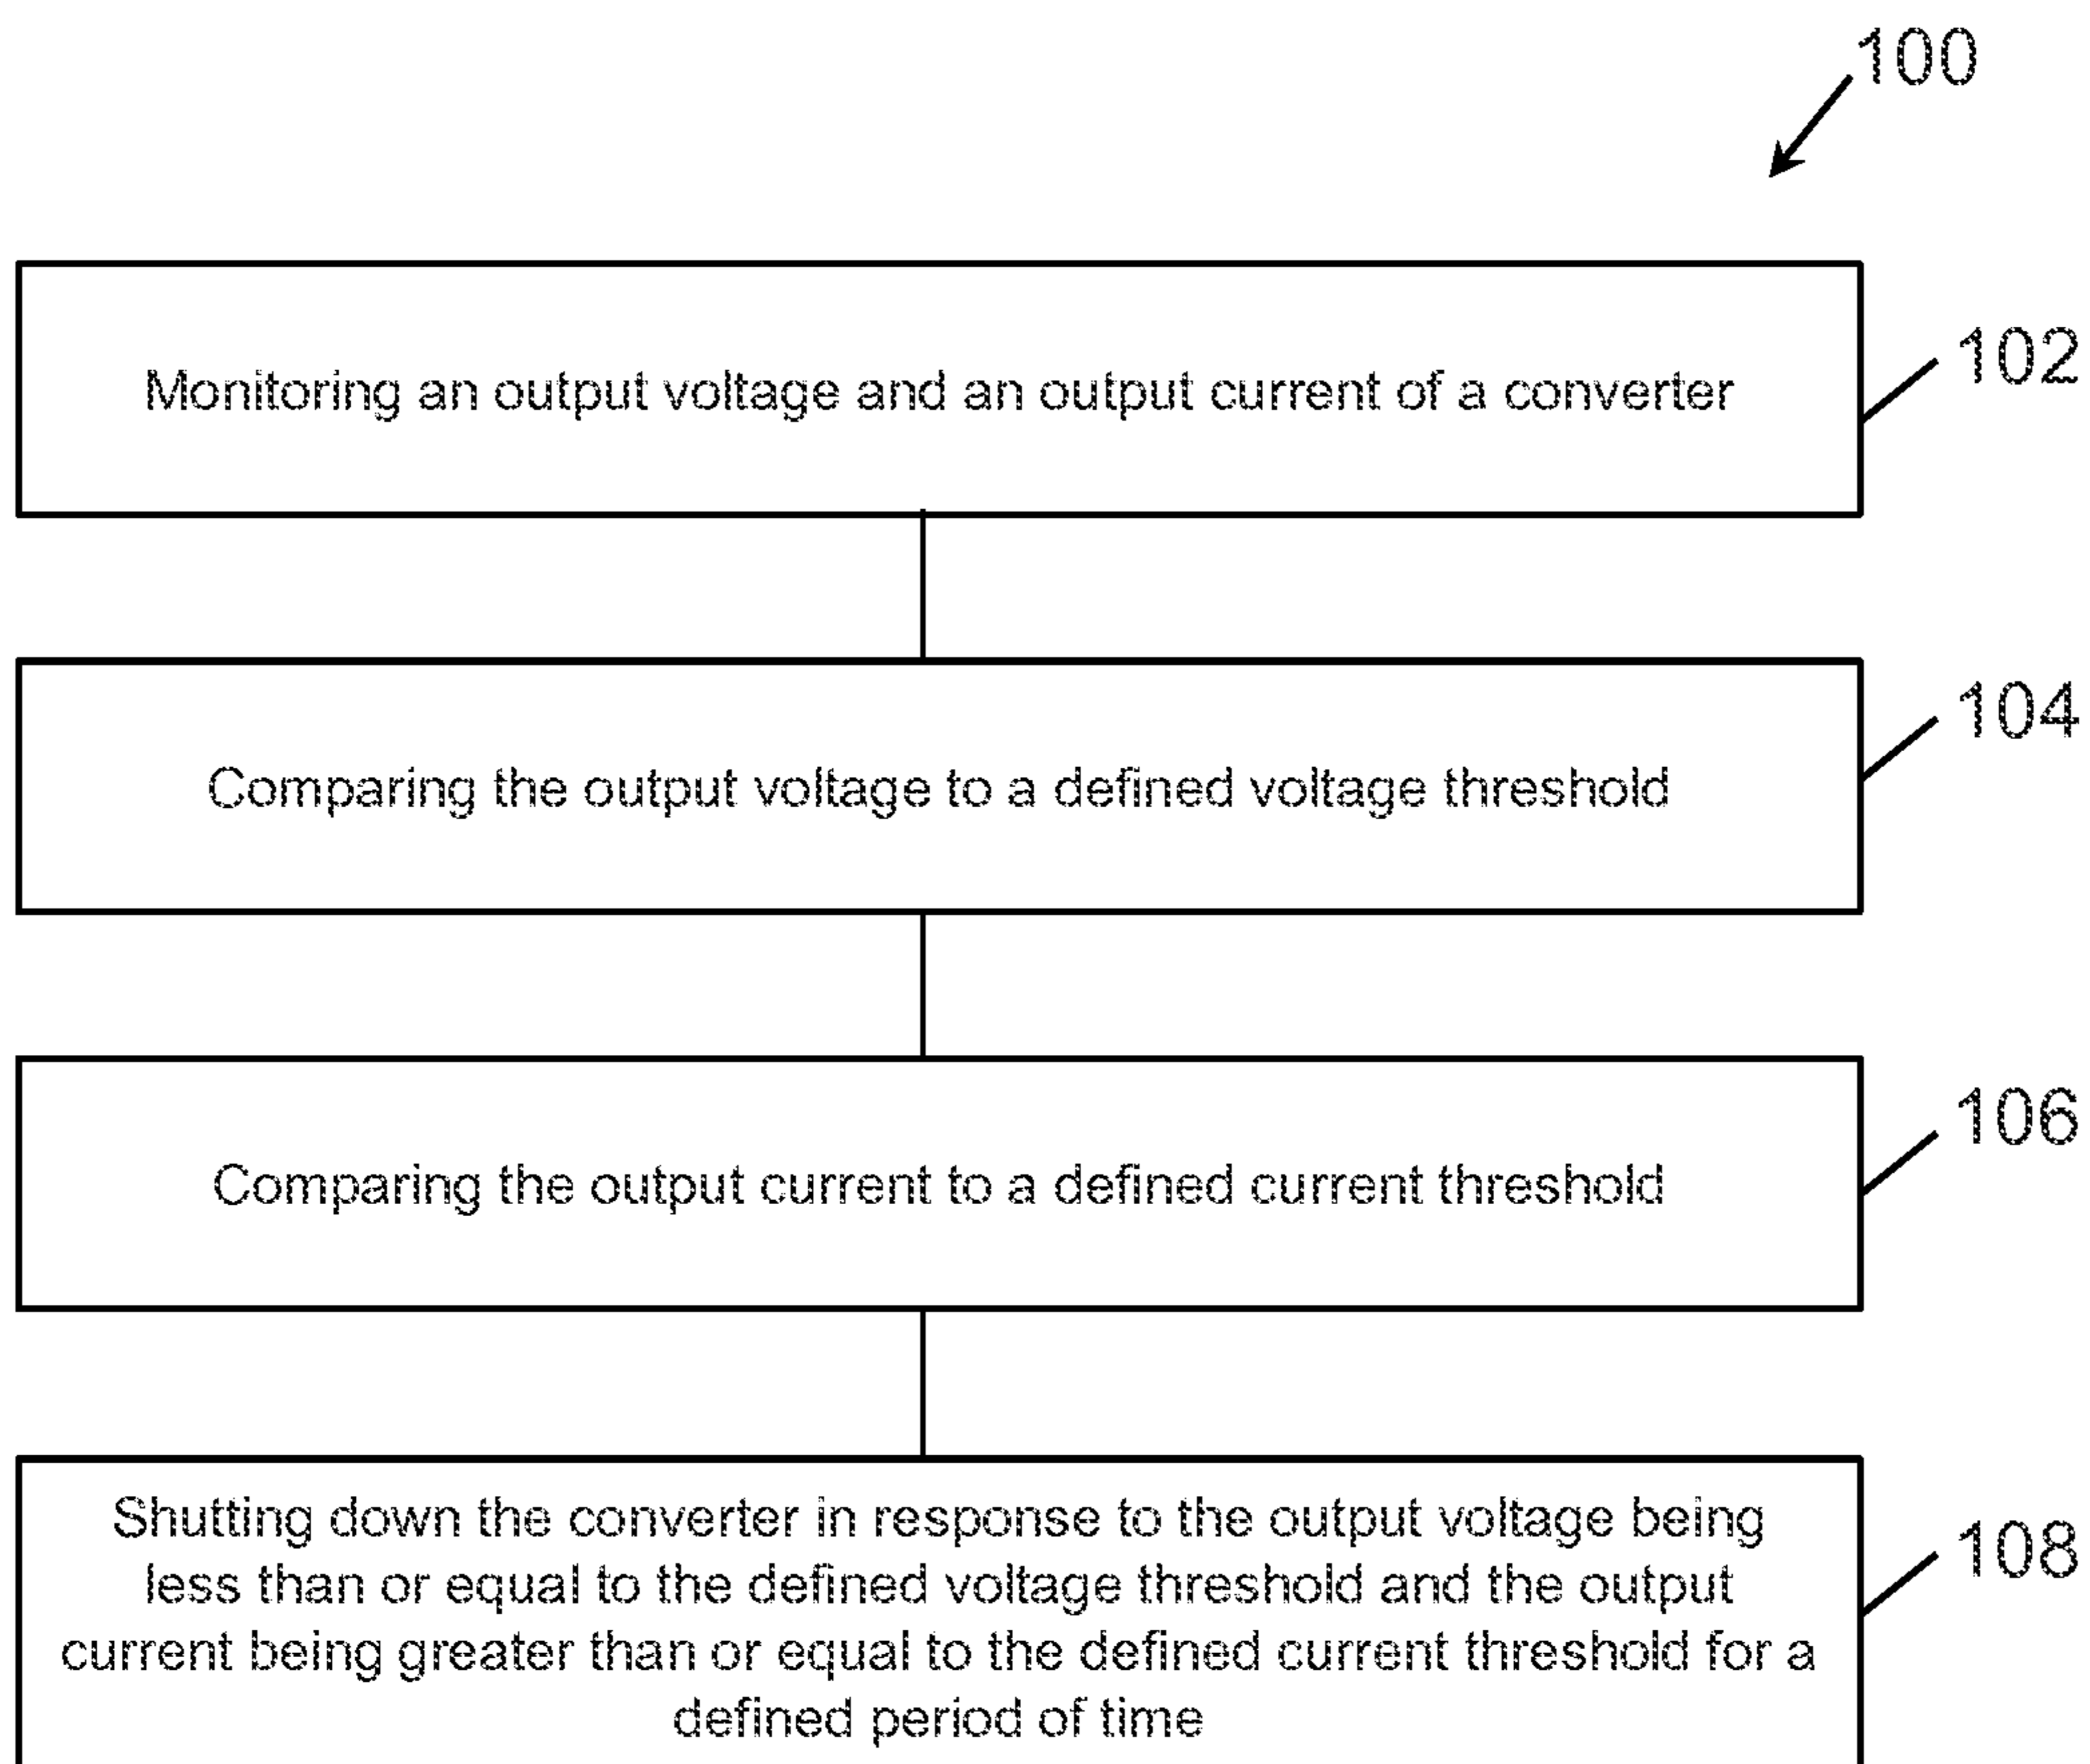 100
Monitoring an output voltage and an output current of a converter
102
Comparing the output voltage to a defined voltage threshold
104
Comparing the output current to a defined current threshold
106
Shutting down the converter in response to the output voltage being
less than or equal to the defined voltage threshold and the output
current being greater than or equal to the defined current threshold for a
defined period of time
108